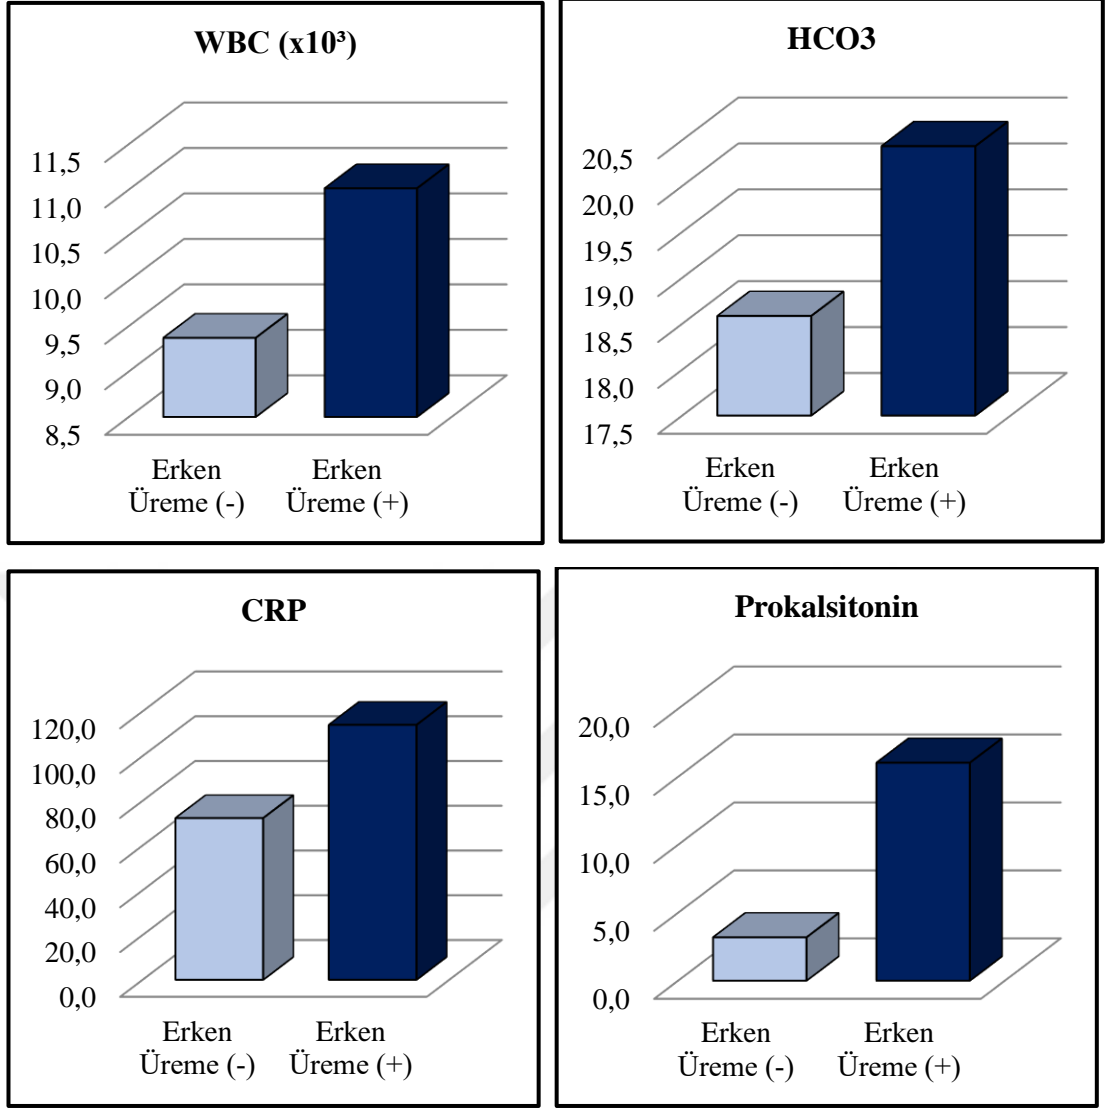 WBC (x10³)
11,5
11,0
10,5
10,0
9,5
9,0
8,5
Erken
Üreme (-)
Erken
Üreme (+)
HCO3
20,5
20,0
19,5
19,0
18,5
18,0
17,5
Erken
Üreme (-)
Erken
Üreme (+)
CRP
120,0
100,0
80,0
60,0
40,0
20,0
0,0
Erken
Üreme (-)
Erken
Üreme (+)
Prokalsitonin
20,0
15,0
10,0
5,0
0,0
Erken
Üreme (-)
Erken
Üreme (+)